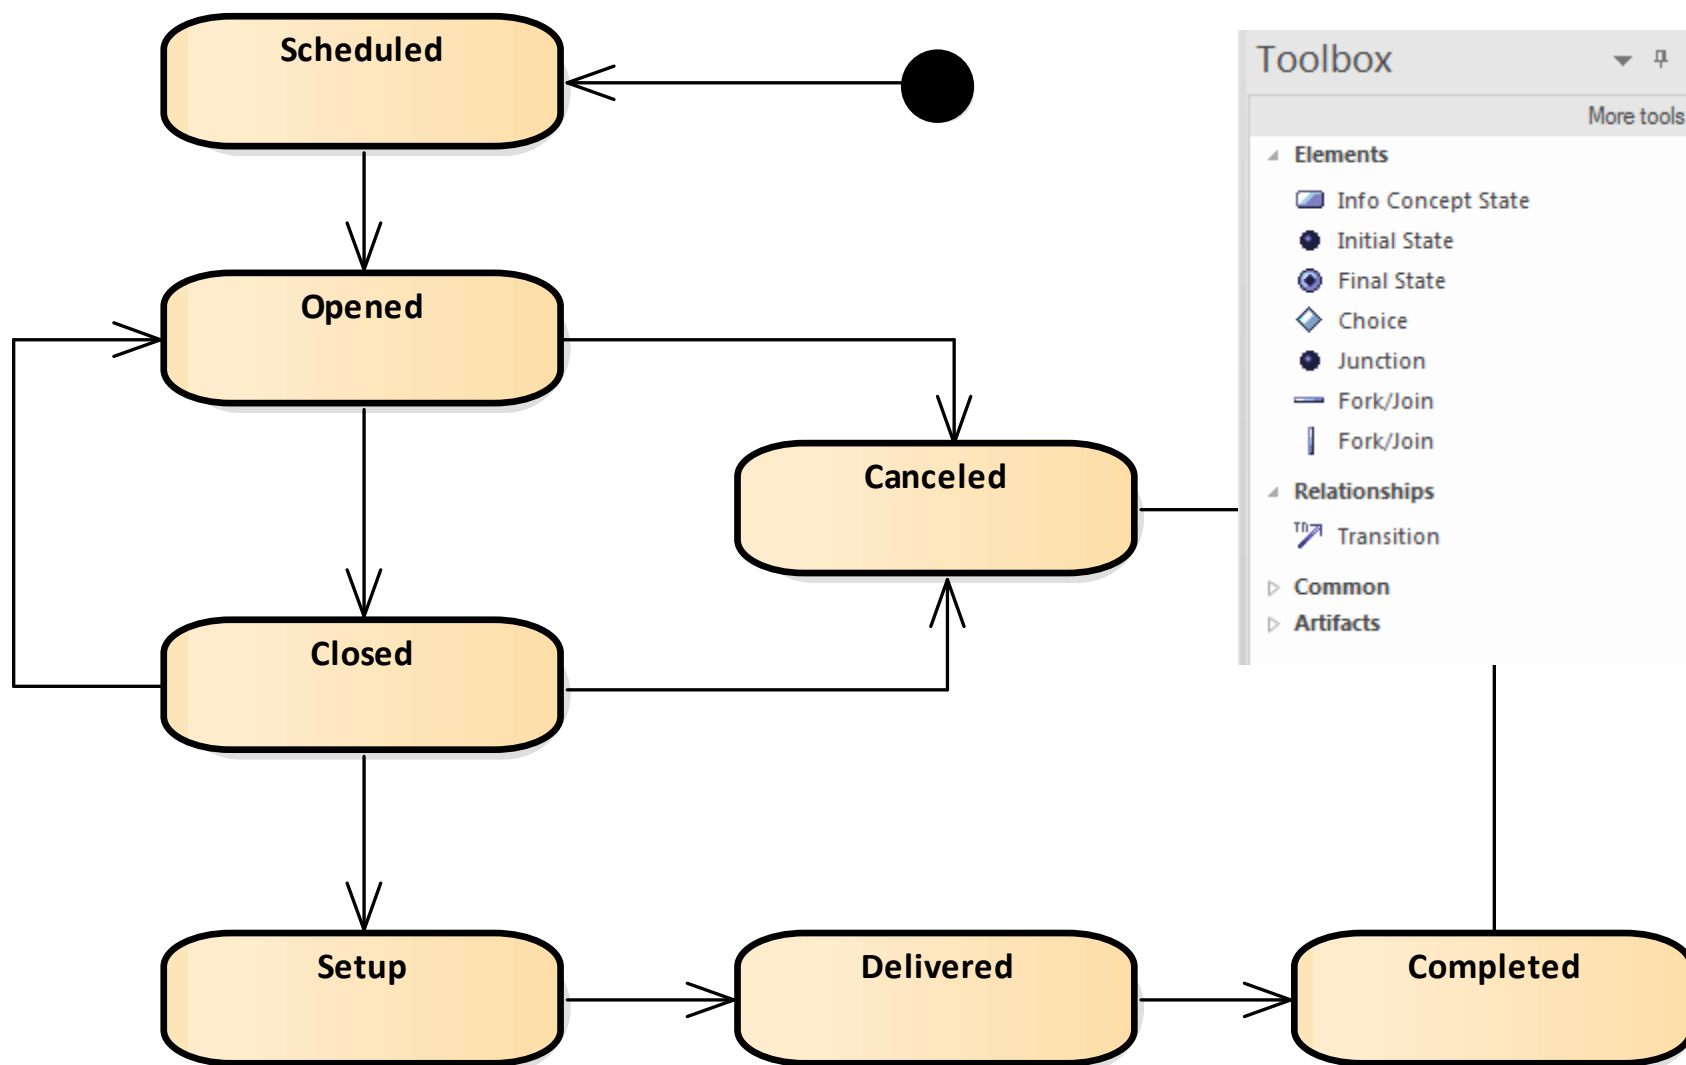 Scheduled
Opened
Canceled
Closed
Setup
Delivered
Completed
Toolbox
More tools
Elements
Info Concept State
Initial State
Final State
Choice
Junction
Fork/Join
Fork/Join
Relationships
Transition
Common
Artifacts